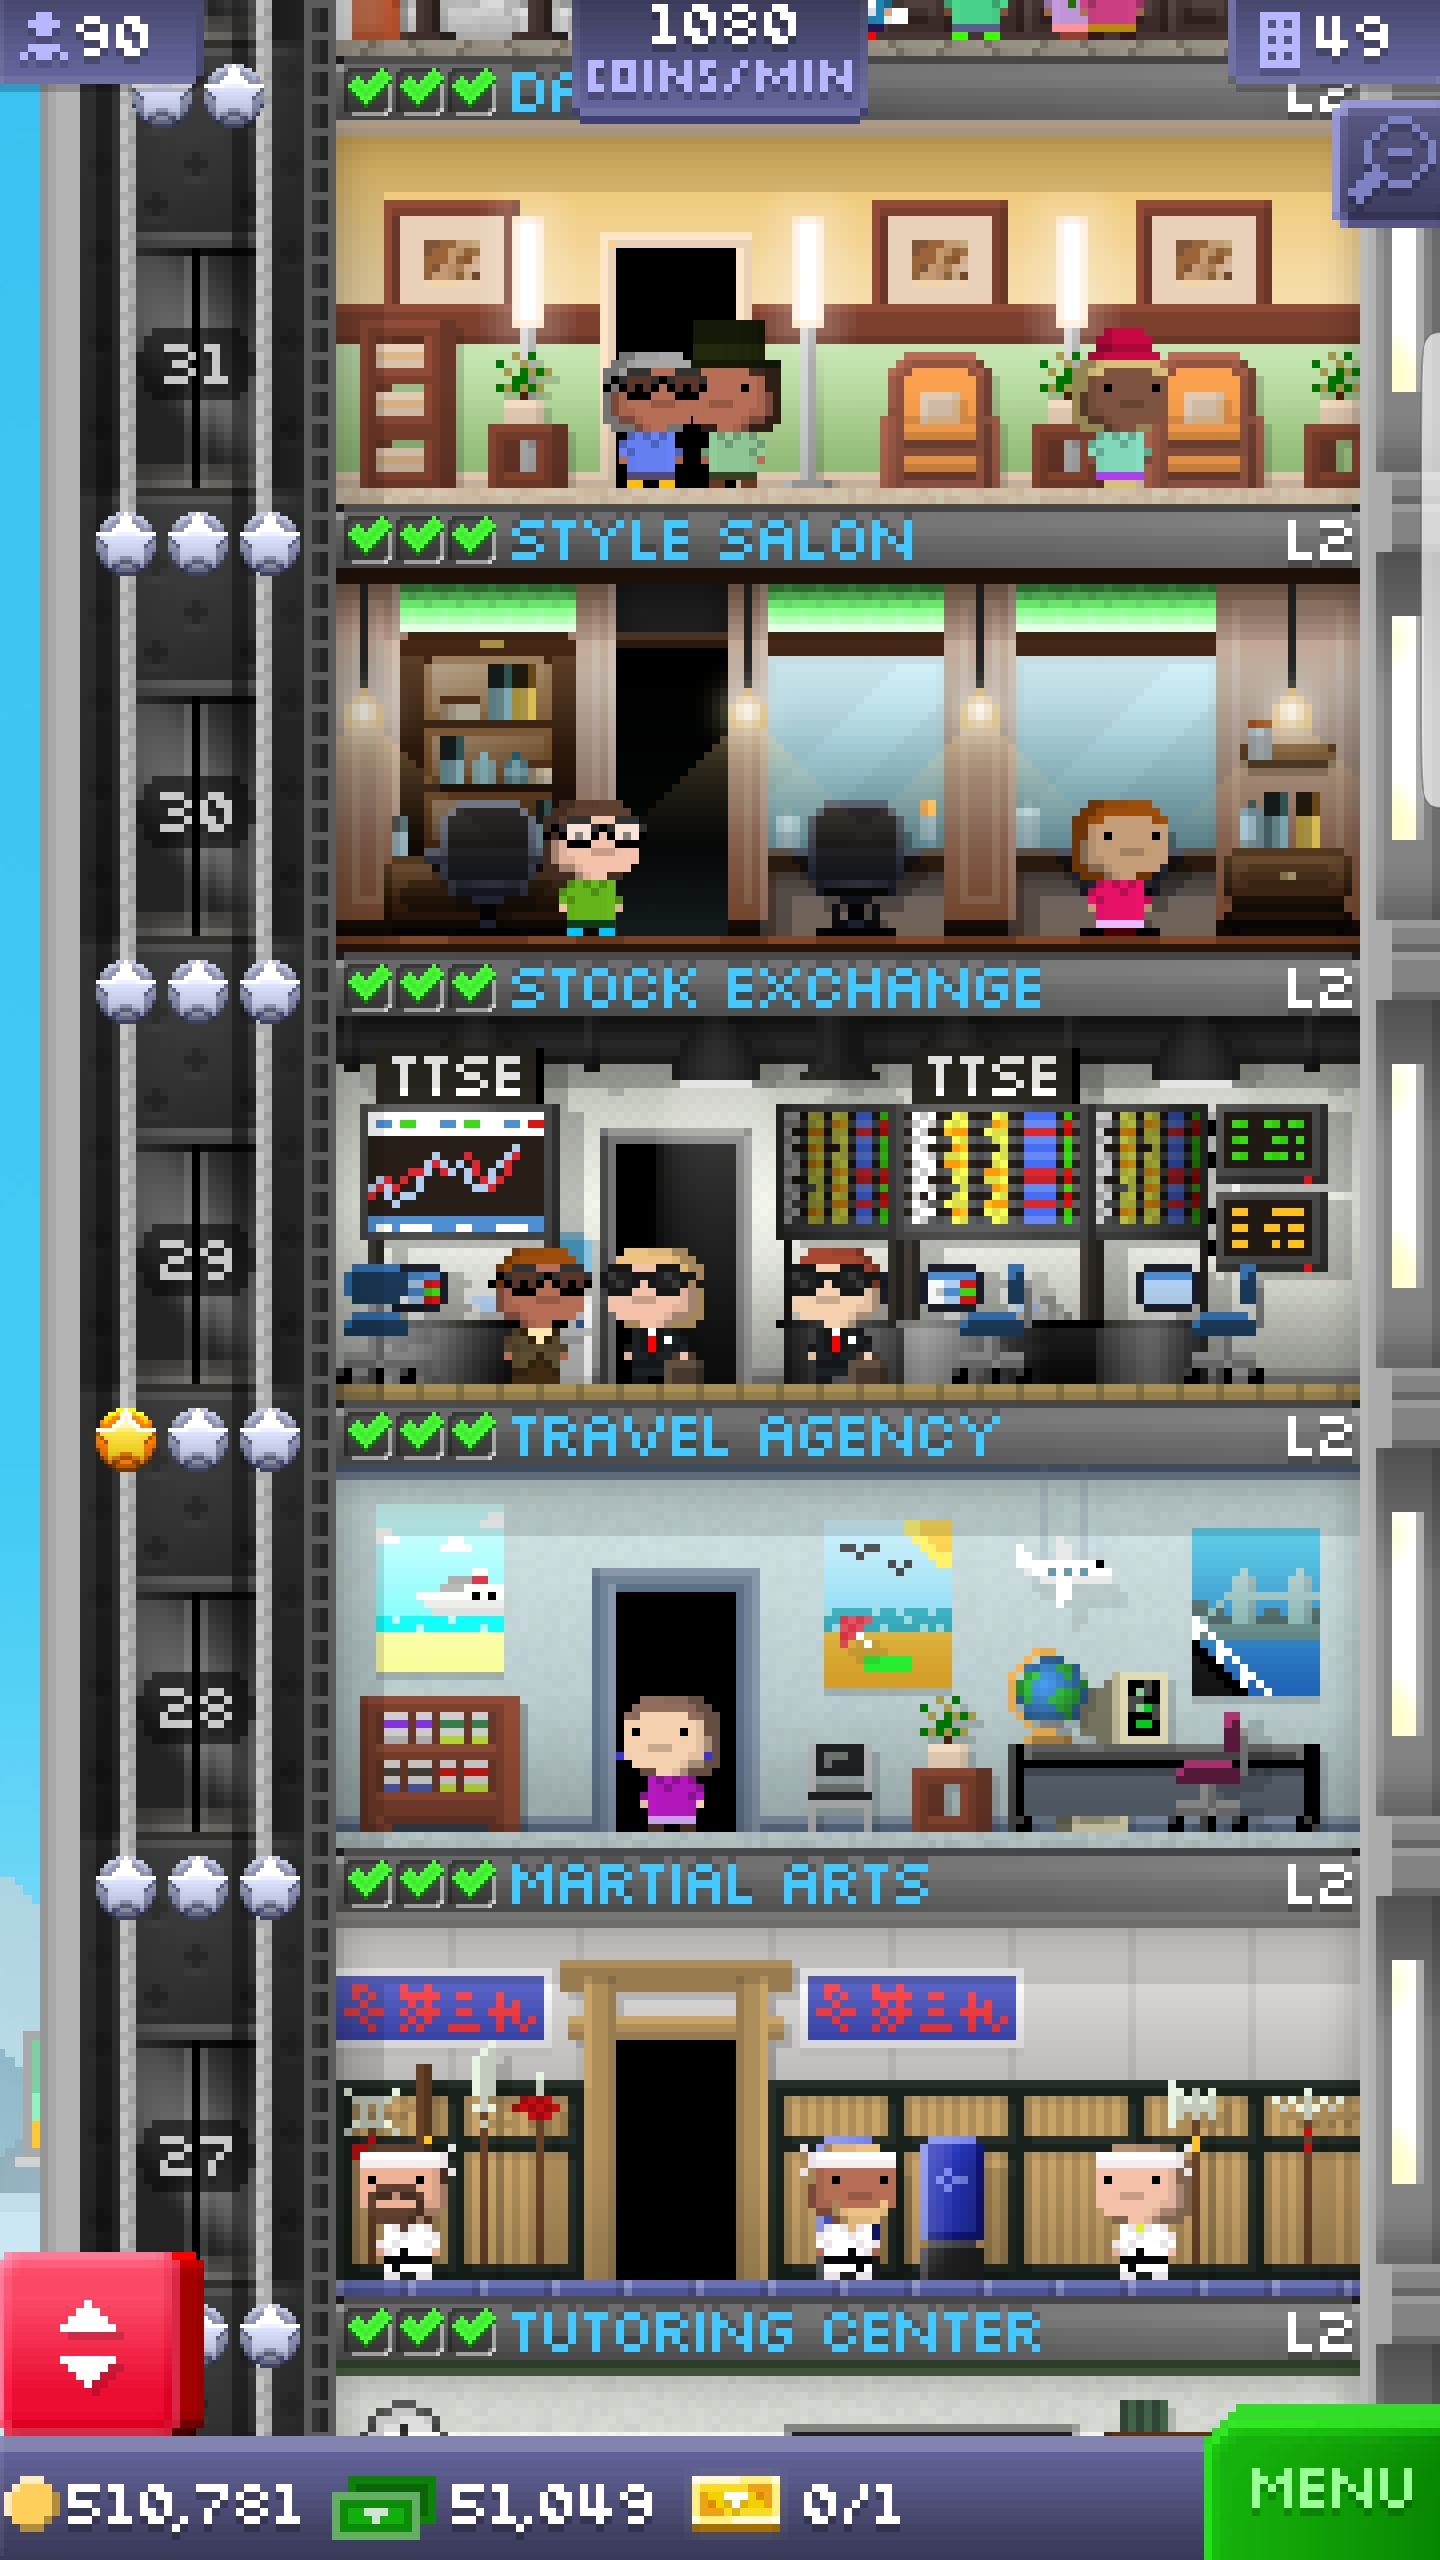 90
1080
COINS/MIN
49
L2
31
STYLE SALON L2
30
STOCK EXCHANGE L2
TTSE TTSE
29
TRAVEL AGENCY L2
28
MARTIAL ARTS L2
27
TUTORING CENTER L2
510,781 51,049 0/1 MENU